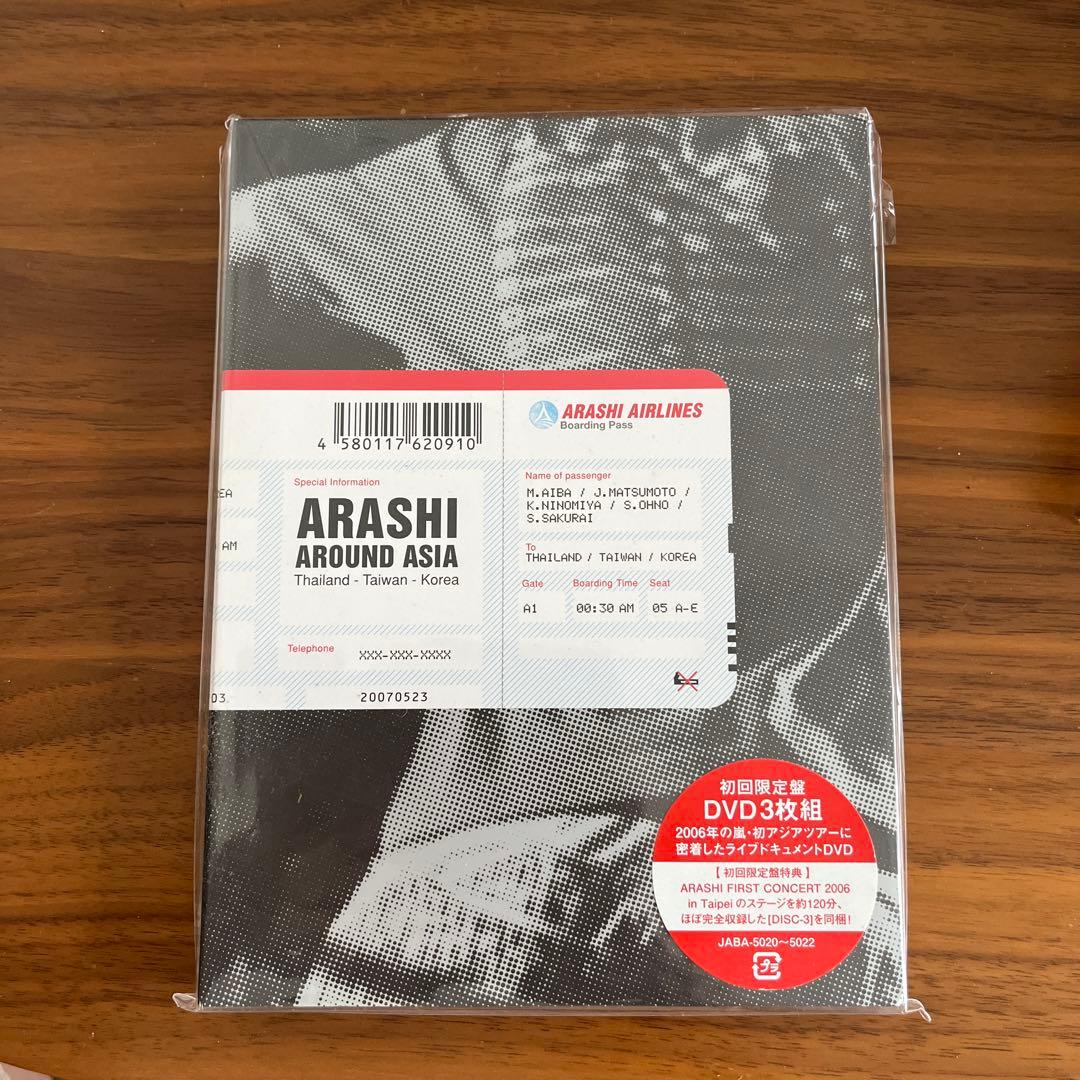 4 580117 620910
ARASHI AIRLINES
Boarding Pass
EA
AM
03
Special Information
ARASHI
AROUND ASIA
Thailand - Taiwan - Korea
Telephone
XXX-XXX-XXXX
20070523
Name of passenger
M.AIBA / J.MATSUMOTO /
K.NINOMIYA / S.OHNO /
S.SAKURAI
To
THAILAND / TAIWAN / KOREA
Gate Boarding Time Seat
A1 00:30 AM 05 A-E
初回限定盤
DVD3枚組
2006年の嵐・初アジアツアーに
密着したライブドキュメントDVD
【初回限定盤特典】
ARASHI FIRST CONCERT 2006
in Taipei のステージを約120分、
ほぼ完全収録した[DISC-3]を同梱!
JABA-5020〜5022
プラ